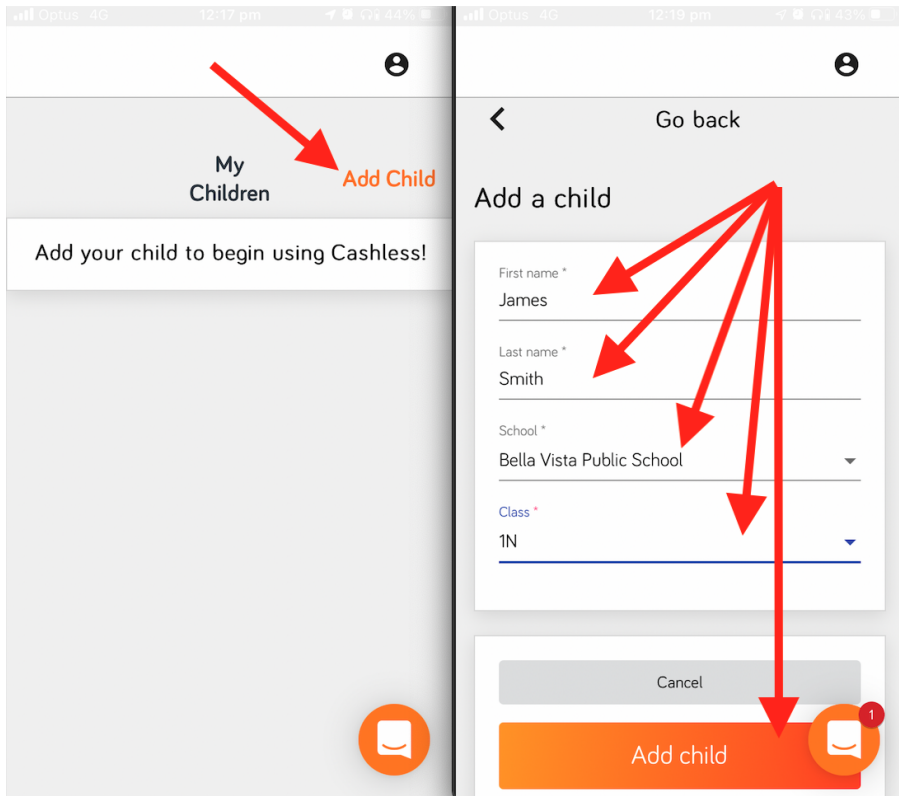 Optus 4G 12:17 pm 44%
My
Children
Add Child
Add your child to begin using Cashless!
Optus 4G 12:19 pm 43%
Go back
Add a child
First name *
James
Last name *
Smith
School *
Bella Vista Public School
Class *
1N
Cancel
1
Add child